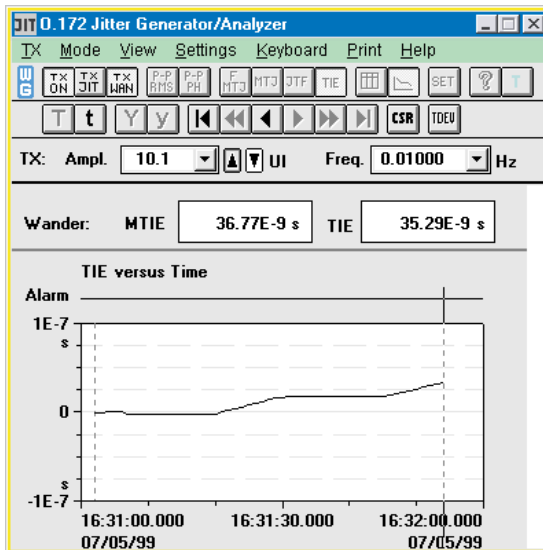 JIT O.172 Jitter Generator/Analyzer
TX Mode View Settings Keyboard Print Help
WG TX ON TX JIT TX WAN P-P RMS P-P PH F MTJ MTJ JTF TIE SET ? T
T t Y y CSR TDEV
TX: Ampl. 10.1 UI Freq. 0.01000 Hz
Wander: MTIE 36.77E-9 s TIE 35.29E-9 s
TIE versus Time
Alarm
1E-7
s
0
s
-1E-7
16:31:00.000 16:31:30.000 16:32:00.000
07/05/99 07/05/99